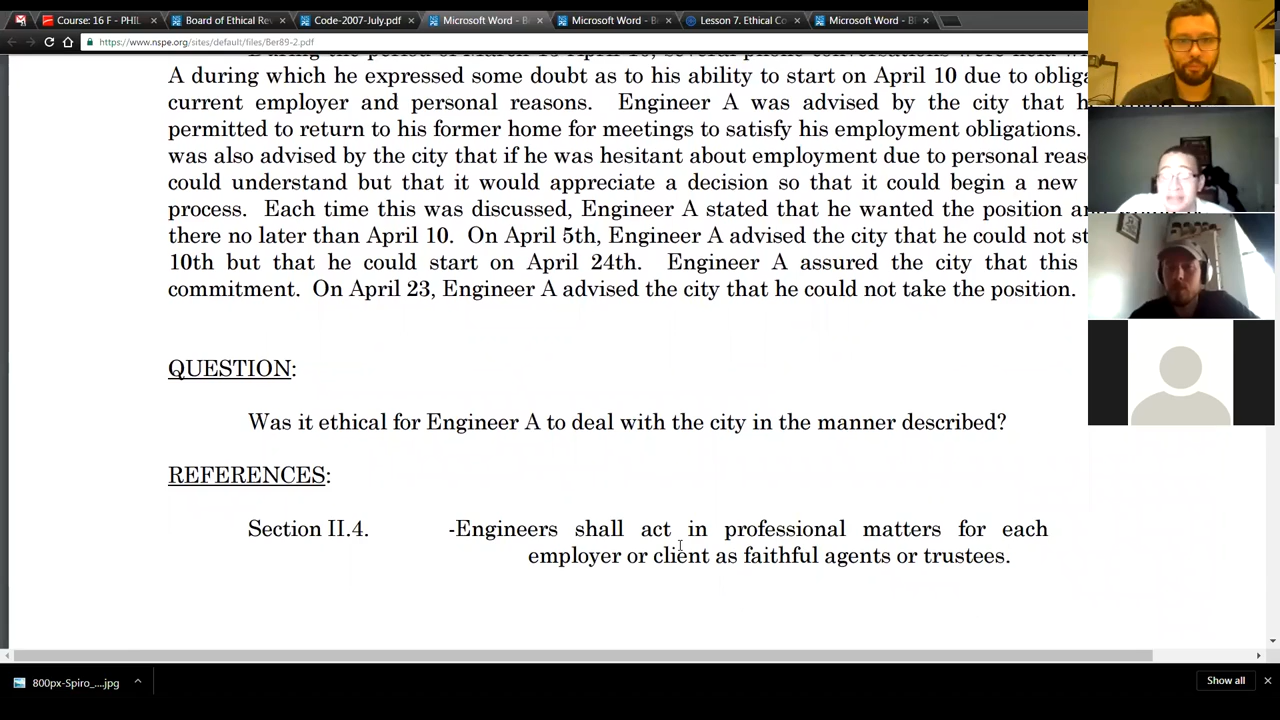 Course: 16 F - PHIL
Board of Ethical Re
Code-2007-July.pdf
Microsoft Word - B
Microsoft Word - B
Lesson 7. Ethical Co
Microsoft Word - B
https://www.nspe.org/sites/default/files/Ber89-2.pdf
A during which he expressed some doubt as to his ability to start on April 10 due to obliga
current employer and personal reasons. Engineer A was advised by the city that h
permitted to return to his former home for meetings to satisfy his employment obligations.
was also advised by the city that if he was hesitant about employment due to personal reas
could understand but that it would appreciate a decision so that it could begin a new
process. Each time this was discussed, Engineer A stated that he wanted the position an
there no later than April 10. On April 5th, Engineer A advised the city that he could not st
10th but that he could start on April 24th. Engineer A assured the city that this
commitment. On April 23, Engineer A advised the city that he could not take the position.
QUESTION:
Was it ethical for Engineer A to deal with the city in the manner described?
REFERENCES:
Section II.4. -Engineers shall act in professional matters for each
employer or client as faithful agents or trustees.
800px-Spiro_....jpg
Show all